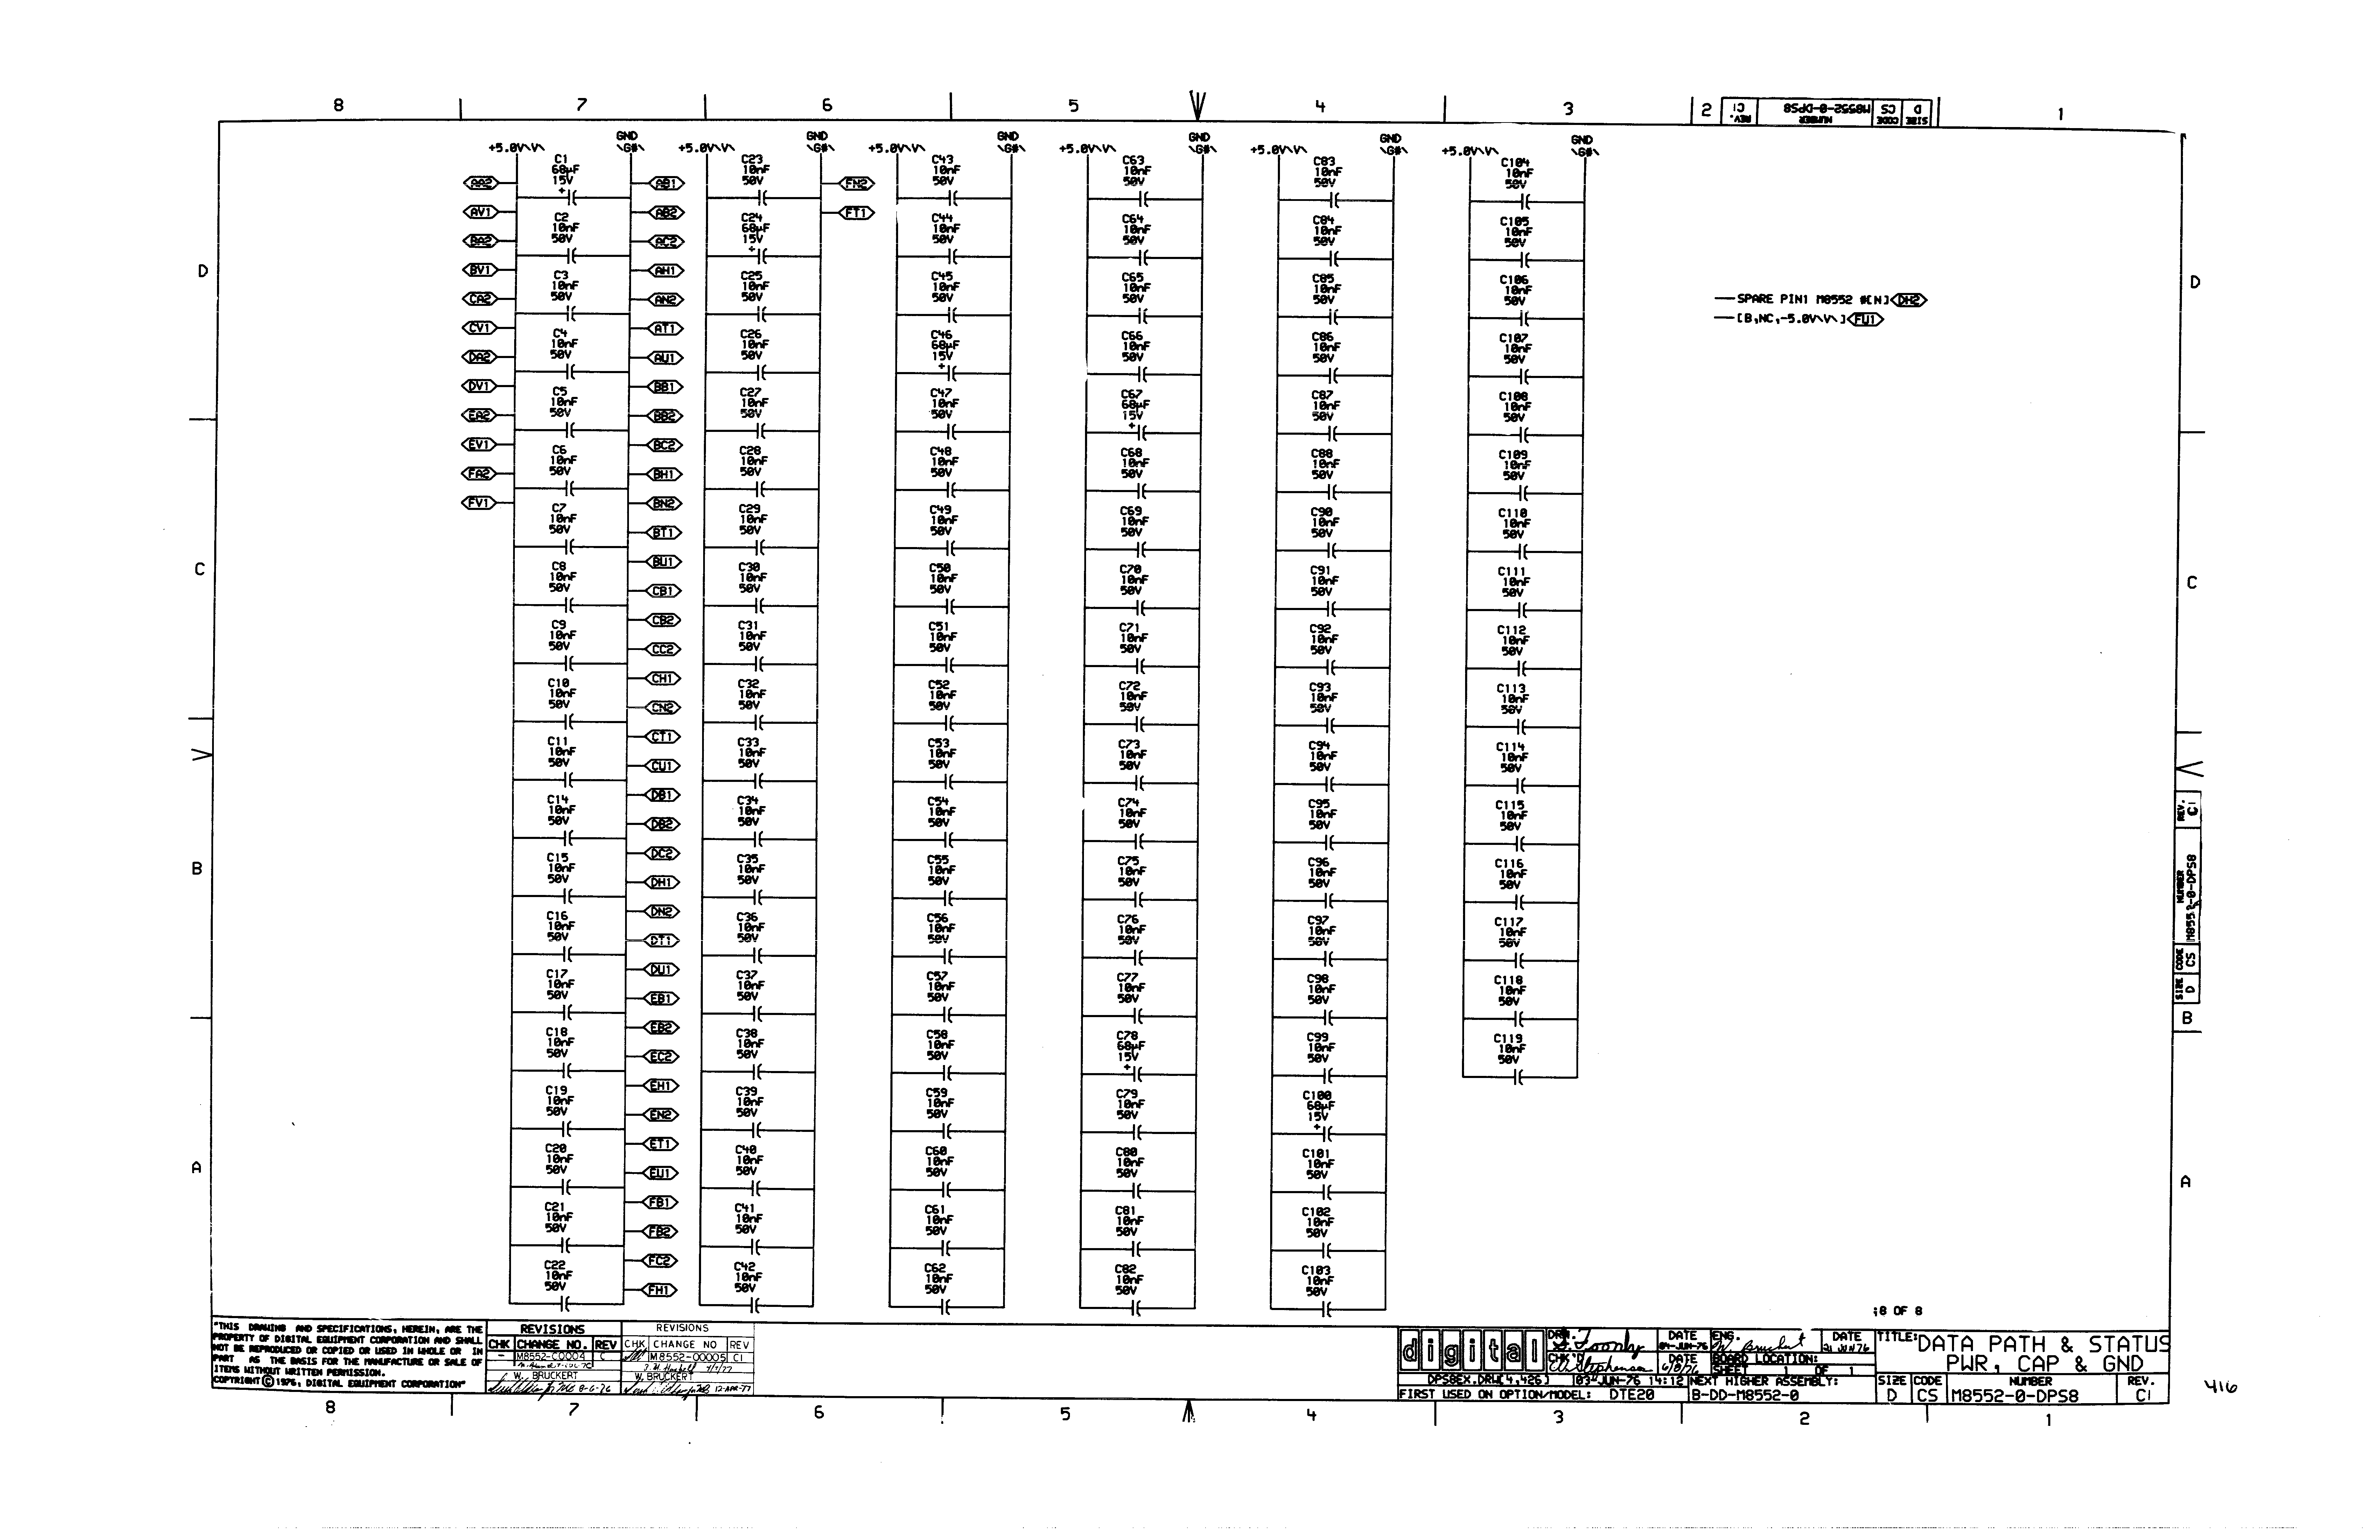 8 7 6 5 4 3 2 1
D CS M8552-0-DPS8 C1
SIZE CODE NUMBER REV.
+5.0V\V\ GND \G#\
+5.0V\V\ GND \G#\
+5.0V\V\ GND \G#\
+5.0V\V\ GND \G#\
+5.0V\V\ GND \G#\
+5.0V\V\ GND \G#\
AA2
AV1
BA2
BV1
CA2
CV1
DA2
DV1
EA2
EV1
FA2
FV1
C1 68µF 15V +
C2 10nF 50V
C3 10nF 50V
C4 10nF 50V
C5 10nF 50V
C6 10nF 50V
C7 10nF 50V
C8 10nF 50V
C9 10nF 50V
C10 10nF 50V
C11 10nF 50V
C14 10nF 50V
C15 10nF 50V
C16 10nF 50V
C17 10nF 50V
C18 10nF 50V
C19 10nF 50V
C20 10nF 50V
C21 10nF 50V
C22 10nF 50V
AB1
AB2
AC2
AH1
AN2
AT1
AU1
BB1
BB2
BC2
BH1
BN2
BT1
BU1
CB1
CB2
CC2
CH1
CN2
CT1
CU1
DB1
DB2
DC2
DH1
DN2
DT1
DU1
EB1
EB2
EC2
EH1
EN2
ET1
EU1
FB1
FB2
FC2
FH1
C23 10nF 50V
C24 68µF 15V +
C25 10nF 50V
C26 10nF 50V
C27 10nF 50V
C28 10nF 50V
C29 10nF 50V
C30 10nF 50V
C31 10nF 50V
C32 10nF 50V
C33 10nF 50V
C34 10nF 50V
C35 10nF 50V
C36 10nF 50V
C37 10nF 50V
C38 10nF 50V
C39 10nF 50V
C40 10nF 50V
C41 10nF 50V
C42 10nF 50V
FN2
FT1
C43 10nF 50V
C44 10nF 50V
C45 10nF 50V
C46 68µF 15V +
C47 10nF 50V
C48 10nF 50V
C49 10nF 50V
C50 10nF 50V
C51 10nF 50V
C52 10nF 50V
C53 10nF 50V
C54 10nF 50V
C55 10nF 50V
C56 10nF 50V
C57 10nF 50V
C58 10nF 50V
C59 10nF 50V
C60 10nF 50V
C61 10nF 50V
C62 10nF 50V
C63 10nF 50V
C64 10nF 50V
C65 10nF 50V
C66 10nF 50V
C67 68µF 15V +
C68 10nF 50V
C69 10nF 50V
C70 10nF 50V
C71 10nF 50V
C72 10nF 50V
C73 10nF 50V
C74 10nF 50V
C75 10nF 50V
C76 10nF 50V
C77 10nF 50V
C78 68µF 15V +
C79 10nF 50V
C80 10nF 50V
C81 10nF 50V
C82 10nF 50V
C83 10nF 50V
C84 10nF 50V
C85 10nF 50V
C86 10nF 50V
C87 10nF 50V
C88 10nF 50V
C90 10nF 50V
C91 10nF 50V
C92 10nF 50V
C93 10nF 50V
C94 10nF 50V
C95 10nF 50V
C96 10nF 50V
C97 10nF 50V
C98 10nF 50V
C99 10nF 50V
C100 68µF 15V +
C101 10nF 50V
C102 10nF 50V
C103 10nF 50V
C104 10nF 50V
C105 10nF 50V
C106 10nF 50V
C107 10nF 50V
C108 10nF 50V
C109 10nF 50V
C110 10nF 50V
C111 10nF 50V
C112 10nF 50V
C113 10nF 50V
C114 10nF 50V
C115 10nF 50V
C116 10nF 50V
C117 10nF 50V
C118 10nF 50V
C119 10nF 50V
SPARE PIN1 M8552 #[N] DH2
[B,NC,-5.0V\V\] FU1
D
C
B
A
D
C
B
A
SIZE CODE NUMBER REV.
D CS M8552-0-DPS8 C1
;8 OF 8
"THIS DRAWING AND SPECIFICATIONS, HEREIN, ARE THE
PROPERTY OF DIGITAL EQUIPMENT CORPORATION AND SHALL
NOT BE REPRODUCED OR COPIED OR USED IN WHOLE OR IN
PART AS THE BASIS FOR THE MANUFACTURE OR SALE OF
ITEMS WITHOUT WRITTEN PERMISSION.
COPYRIGHT © 1976, DIGITAL EQUIPMENT CORPORATION"
REVISIONS
CHK CHANGE NO. REV
- M8552-C0004 C
W. BRUCKERT
8-6-76
REVISIONS
CHK CHANGE NO REV
M8552-00005 C1
W. BRUCKERT
12-APR-77
digital
DRN. DATE 04-JUN-76
CHK'D DATE 6/8/76
ENG. DATE 21 JUN 76
BOARD LOCATION:
SHEET 1 OF 1
DPS8EX.DRW[4,426] 03-JUN-76 14:12 NEXT HIGHER ASSEMBLY:
FIRST USED ON OPTION/MODEL: DTE20 B-DD-M8552-0
TITLE: DATA PATH & STATUS
PWR, CAP & GND
SIZE CODE NUMBER REV.
D CS M8552-0-DPS8 C1
416
8 7 6 5 4 3 2 1